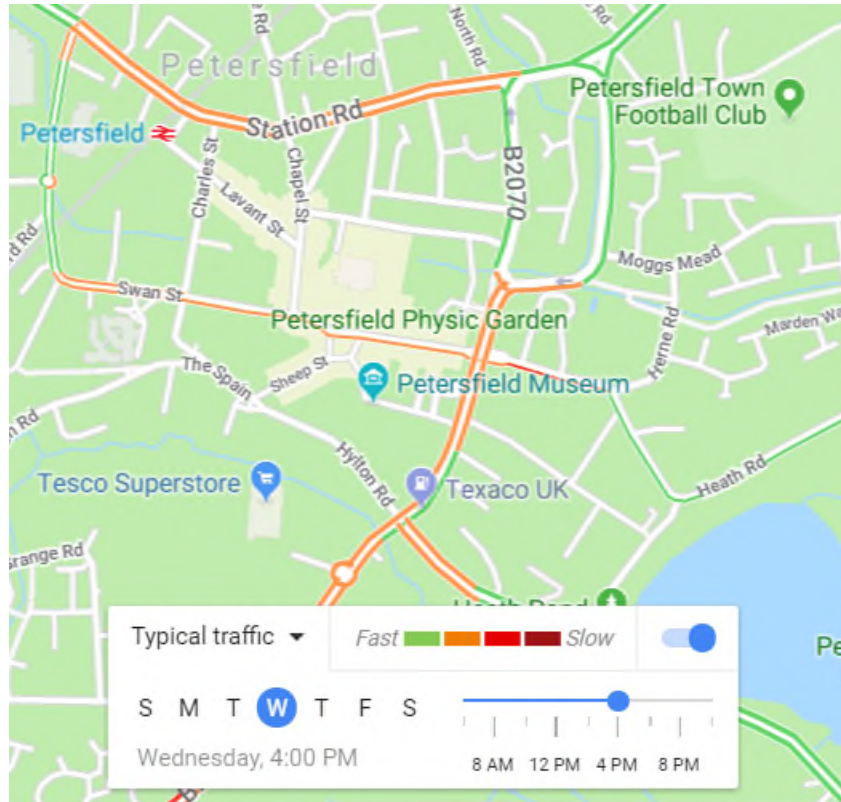 North Rd
Petersfield
Petersfield Town
Football Club
Station Rd
Petersfield
Charles St
Chapel St
B2070
Lavant St
Moggs Mead
Swan St
Petersfield Physic Garden
Marden Wa
Herne Rd
The Spain
Sheep St
Petersfield Museum
Hylton Rd
Tesco Superstore
Texaco UK
Heath Rd
Grange Rd
Heath Pond
Pe
Typical traffic
Fast
Slow
S M T W T F S
Wednesday, 4:00 PM
8 AM 12 PM 4 PM 8 PM